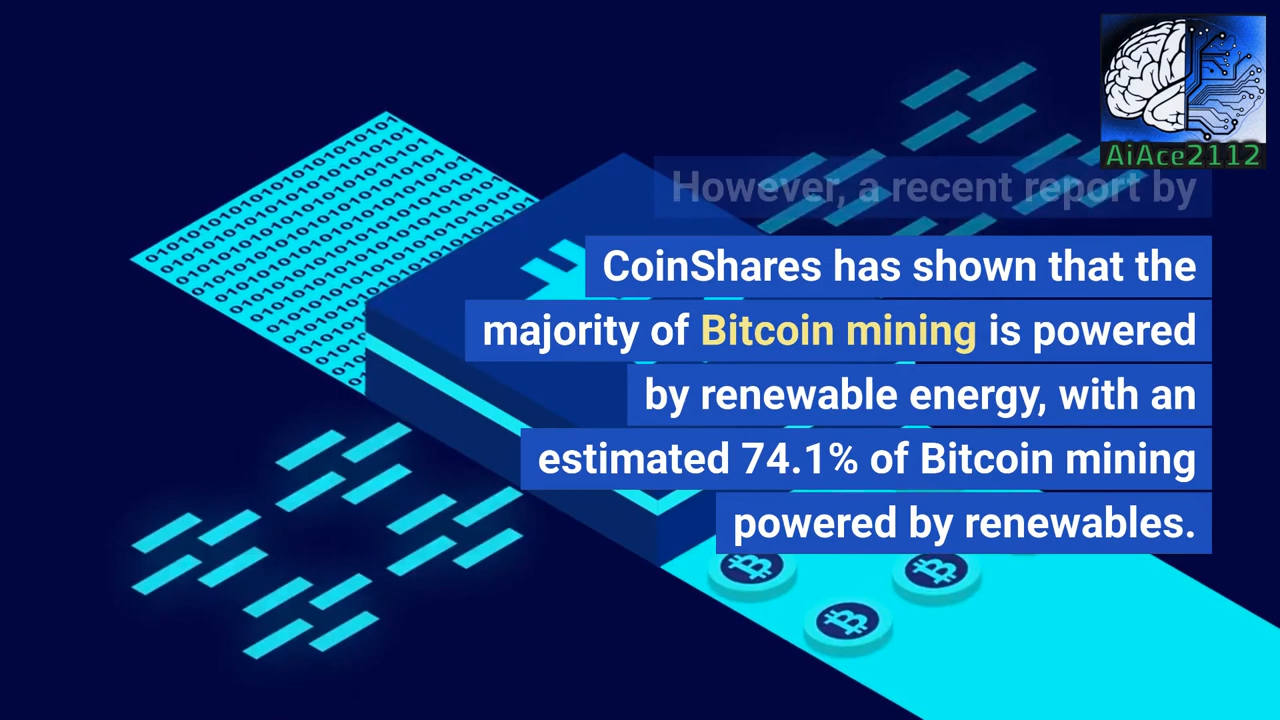 AiAce2112
However, a recent report by
CoinShares has shown that the
majority of Bitcoin mining is powered
by renewable energy, with an
estimated 74.1% of Bitcoin mining
powered by renewables.